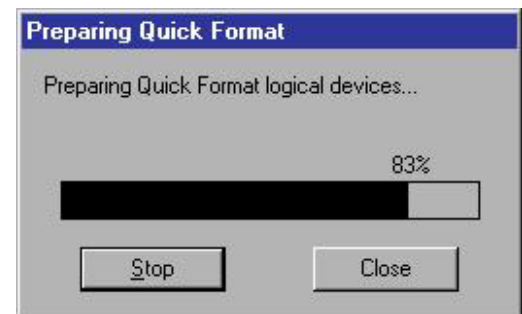 Preparing Quick Format
Preparing Quick Format logical devices...
83%
Stop
Close